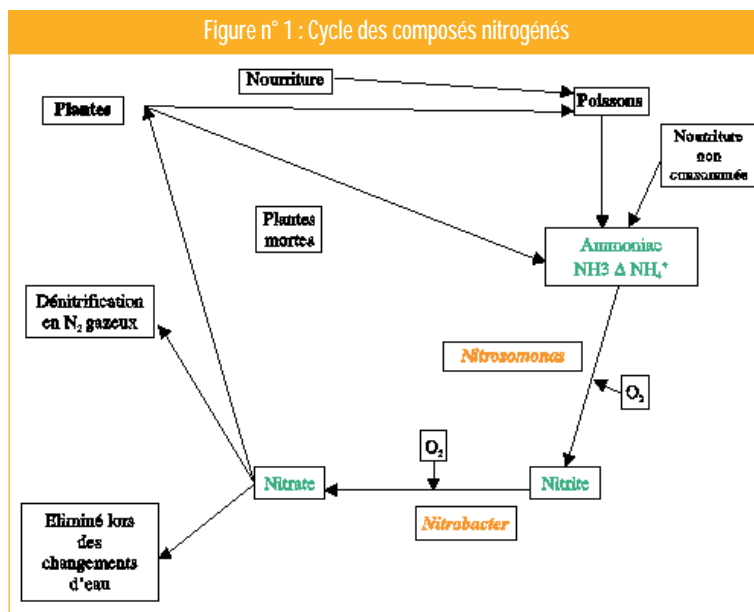 Figure n° 1 : Cycle des composés nitrogénés
Nourriture
Plantes
Poissons
Nourriture
non
consommée
Plantes
mortes
Ammoniac
NH3 Δ NH₄⁺
Dénitrification
en N₂ gazeux
Nitrosomonas
O₂
O₂
Nitrate
Nitrite
Nitrobacter
Eliminé lors
des
changements
d'eau